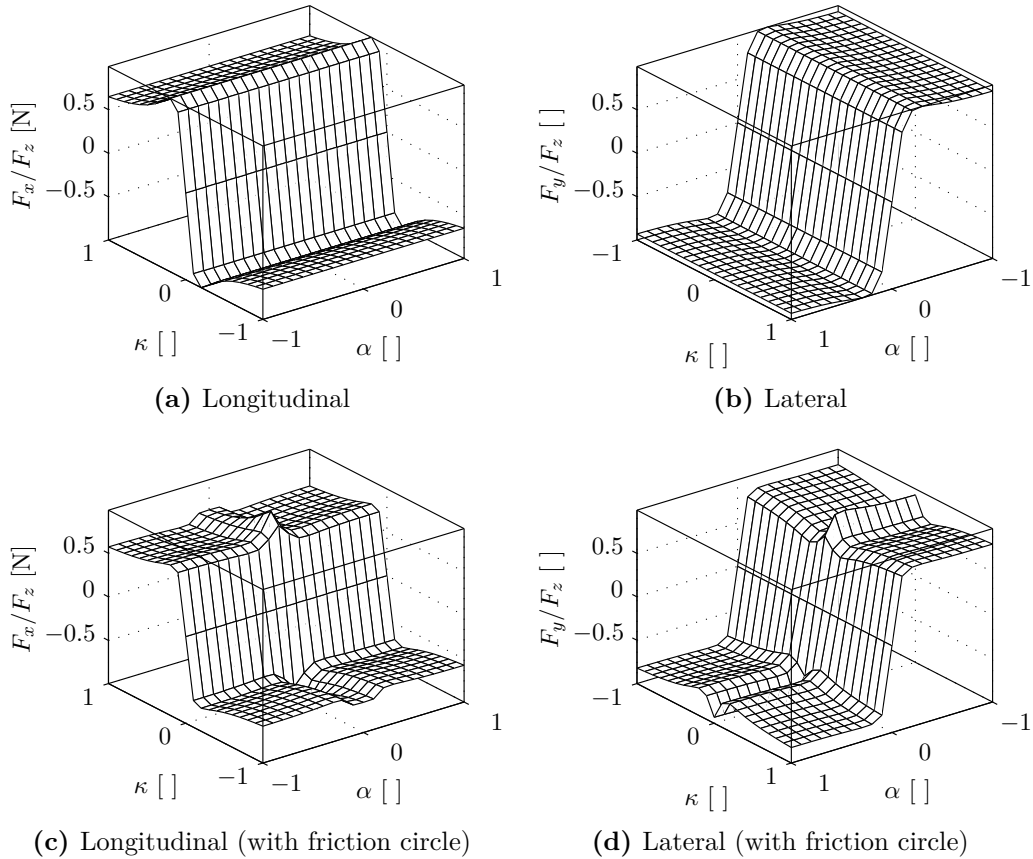 F_x/F_z [N]
0.5
0
−0.5
1
0
−1
κ [ ]
−1
0
1
α [ ]
(a) Longitudinal
F_y/F_z [ ]
0.5
0
−0.5
−1
0
1
κ [ ]
1
0
−1
α [ ]
(b) Lateral
F_x/F_z [N]
0.5
0
−0.5
1
0
−1
κ [ ]
−1
0
1
α [ ]
(c) Longitudinal (with friction circle)
F_y/F_z [ ]
0.5
0
−0.5
−1
0
1
κ [ ]
1
0
−1
α [ ]
(d) Lateral (with friction circle)